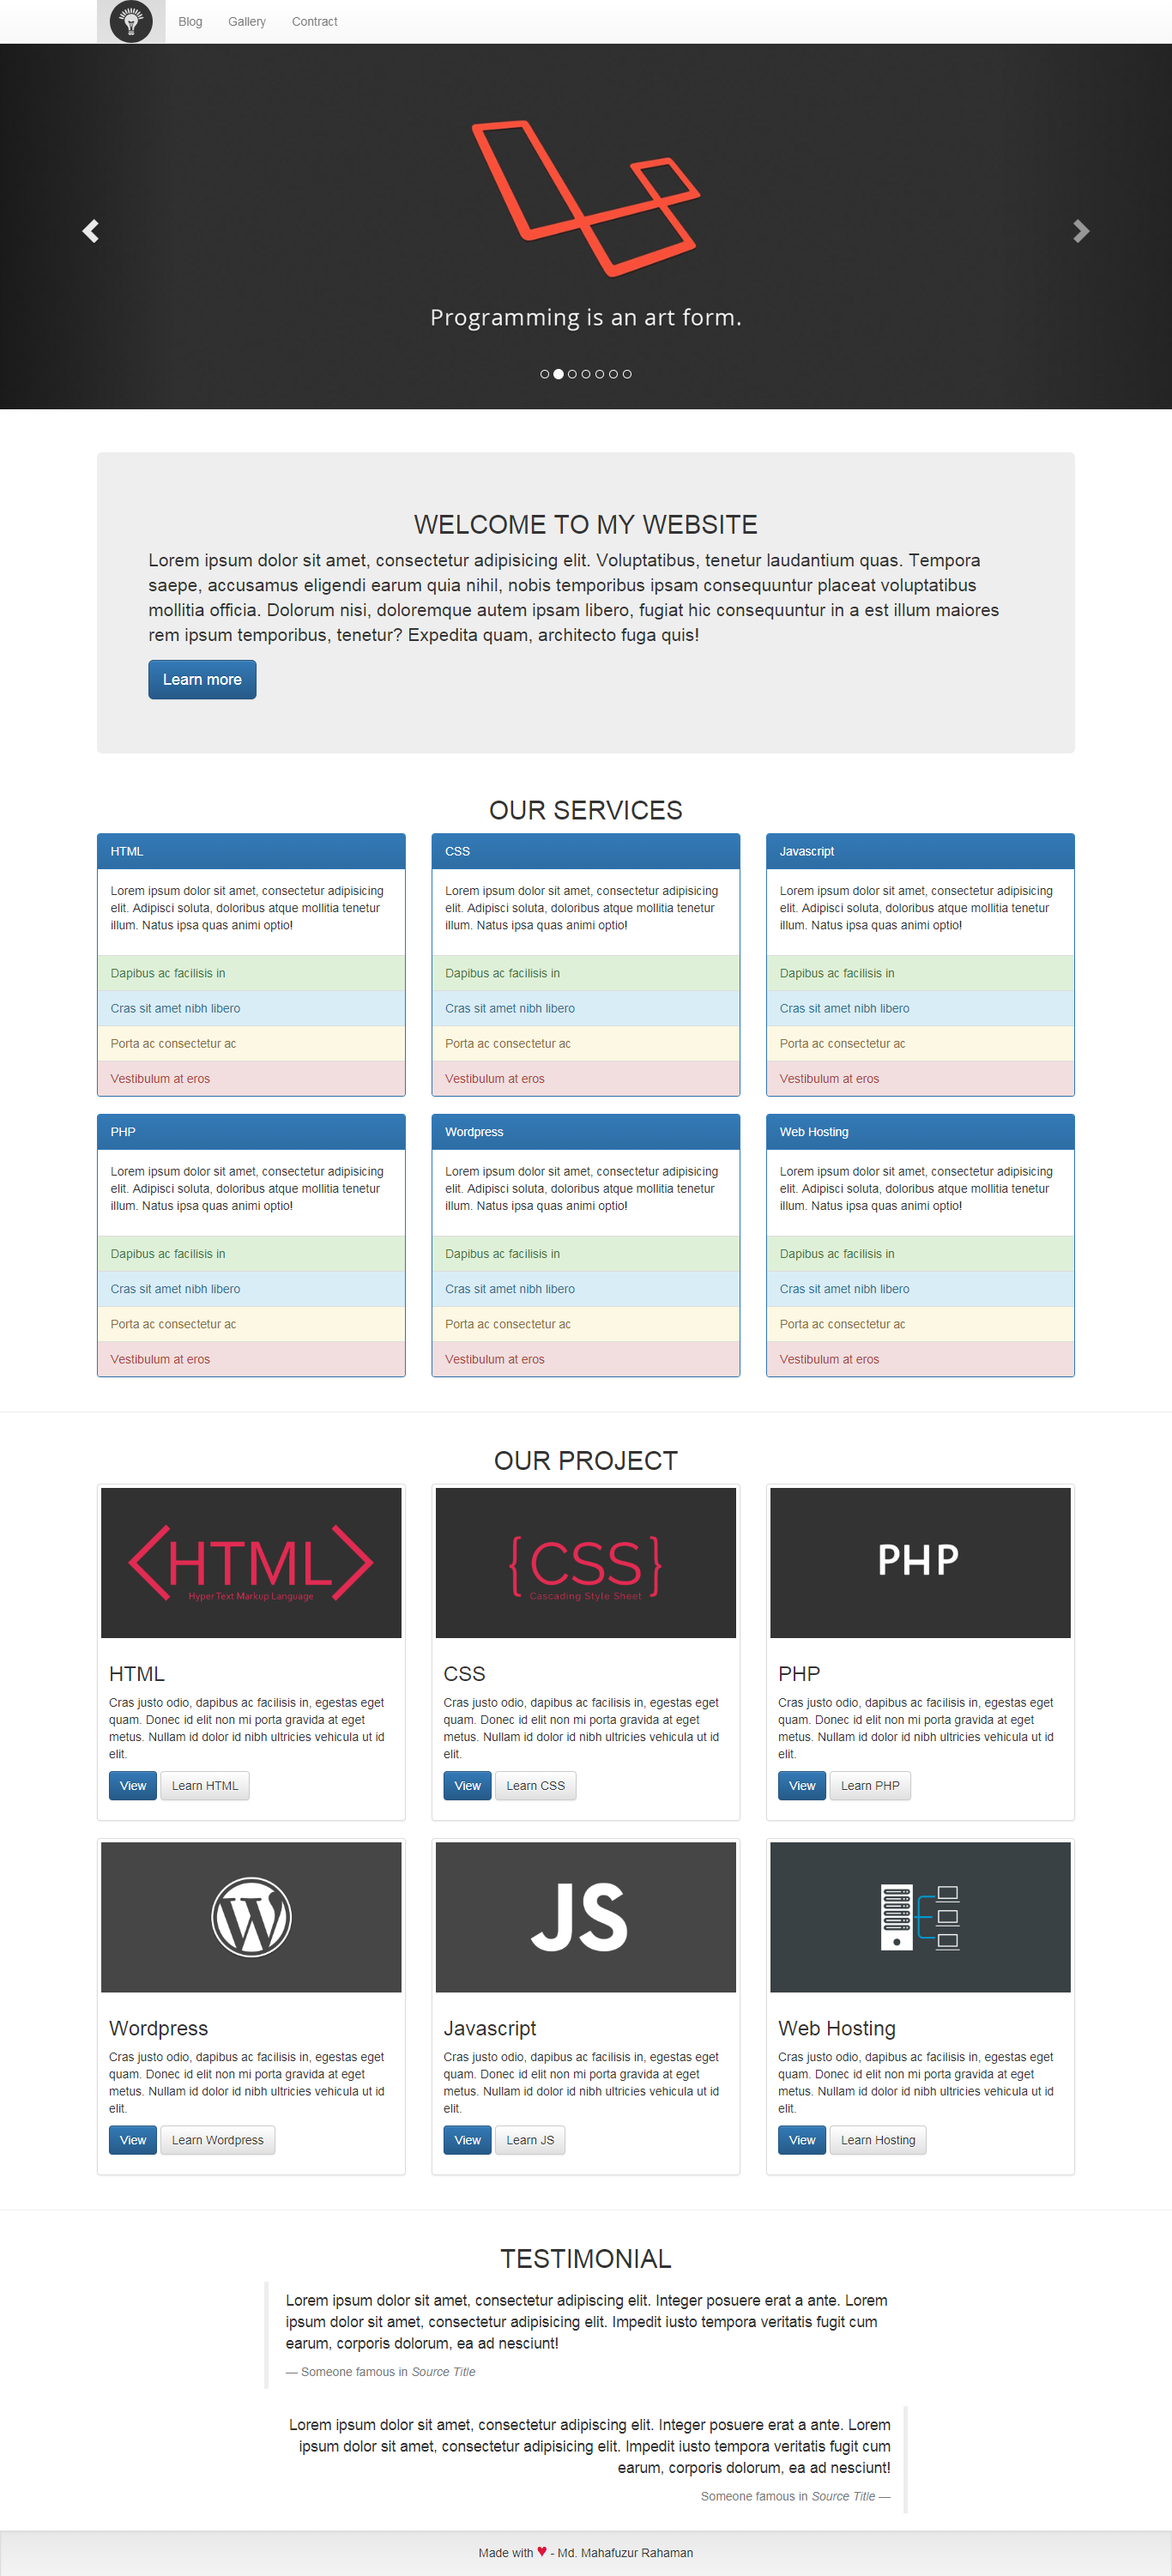 Blog Gallery Contract
Programming is an art form.
WELCOME TO MY WEBSITE
Lorem ipsum dolor sit amet, consectetur adipisicing elit. Voluptatibus, tenetur laudantium quas. Tempora
saepe, accusamus eligendi earum quia nihil, nobis temporibus ipsam consequuntur placeat voluptatibus
mollitia officia. Dolorum nisi, doloremque autem ipsam libero, fugiat hic consequuntur in a est illum maiores
rem ipsum temporibus, tenetur? Expedita quam, architecto fuga quis!
Learn more
OUR SERVICES
HTML
Lorem ipsum dolor sit amet, consectetur adipisicing
elit. Adipisci soluta, doloribus atque mollitia tenetur
illum. Natus ipsa quas animi optio!
Dapibus ac facilisis in
Cras sit amet nibh libero
Porta ac consectetur ac
Vestibulum at eros
CSS
Lorem ipsum dolor sit amet, consectetur adipisicing
elit. Adipisci soluta, doloribus atque mollitia tenetur
illum. Natus ipsa quas animi optio!
Dapibus ac facilisis in
Cras sit amet nibh libero
Porta ac consectetur ac
Vestibulum at eros
Javascript
Lorem ipsum dolor sit amet, consectetur adipisicing
elit. Adipisci soluta, doloribus atque mollitia tenetur
illum. Natus ipsa quas animi optio!
Dapibus ac facilisis in
Cras sit amet nibh libero
Porta ac consectetur ac
Vestibulum at eros
PHP
Lorem ipsum dolor sit amet, consectetur adipisicing
elit. Adipisci soluta, doloribus atque mollitia tenetur
illum. Natus ipsa quas animi optio!
Dapibus ac facilisis in
Cras sit amet nibh libero
Porta ac consectetur ac
Vestibulum at eros
Wordpress
Lorem ipsum dolor sit amet, consectetur adipisicing
elit. Adipisci soluta, doloribus atque mollitia tenetur
illum. Natus ipsa quas animi optio!
Dapibus ac facilisis in
Cras sit amet nibh libero
Porta ac consectetur ac
Vestibulum at eros
Web Hosting
Lorem ipsum dolor sit amet, consectetur adipisicing
elit. Adipisci soluta, doloribus atque mollitia tenetur
illum. Natus ipsa quas animi optio!
Dapibus ac facilisis in
Cras sit amet nibh libero
Porta ac consectetur ac
Vestibulum at eros
OUR PROJECT
<HTML>
HyperText Markup Language
HTML
Cras justo odio, dapibus ac facilisis in, egestas eget
quam. Donec id elit non mi porta gravida at eget
metus. Nullam id dolor id nibh ultricies vehicula ut id
elit.
View Learn HTML
{CSS}
Cascading Style Sheet
CSS
Cras justo odio, dapibus ac facilisis in, egestas eget
quam. Donec id elit non mi porta gravida at eget
metus. Nullam id dolor id nibh ultricies vehicula ut id
elit.
View Learn CSS
PHP
PHP
Cras justo odio, dapibus ac facilisis in, egestas eget
quam. Donec id elit non mi porta gravida at eget
metus. Nullam id dolor id nibh ultricies vehicula ut id
elit.
View Learn PHP
W
Wordpress
Cras justo odio, dapibus ac facilisis in, egestas eget
quam. Donec id elit non mi porta gravida at eget
metus. Nullam id dolor id nibh ultricies vehicula ut id
elit.
View Learn Wordpress
JS
Javascript
Cras justo odio, dapibus ac facilisis in, egestas eget
quam. Donec id elit non mi porta gravida at eget
metus. Nullam id dolor id nibh ultricies vehicula ut id
elit.
View Learn JS
Web Hosting
Cras justo odio, dapibus ac facilisis in, egestas eget
quam. Donec id elit non mi porta gravida at eget
metus. Nullam id dolor id nibh ultricies vehicula ut id
elit.
View Learn Hosting
TESTIMONIAL
Lorem ipsum dolor sit amet, consectetur adipiscing elit. Integer posuere erat a ante. Lorem
ipsum dolor sit amet, consectetur adipisicing elit. Impedit iusto tempora veritatis fugit cum
earum, corporis dolorum, ea ad nesciunt!
— Someone famous in Source Title
Lorem ipsum dolor sit amet, consectetur adipiscing elit. Integer posuere erat a ante. Lorem
ipsum dolor sit amet, consectetur adipisicing elit. Impedit iusto tempora veritatis fugit cum
earum, corporis dolorum, ea ad nesciunt!
Someone famous in Source Title —
Made with ♥ - Md. Mahafuzur Rahaman